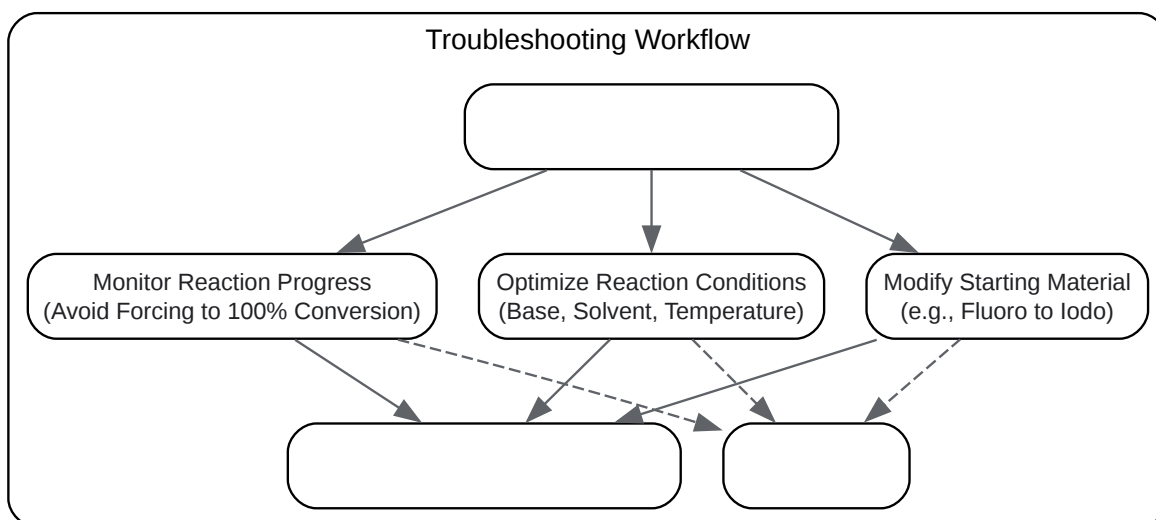 Troubleshooting Workflow
Monitor Reaction Progress
(Avoid Forcing to 100% Conversion)
Optimize Reaction Conditions
(Base, Solvent, Temperature)
Modify Starting Material
(e.g., Fluoro to Iodo)